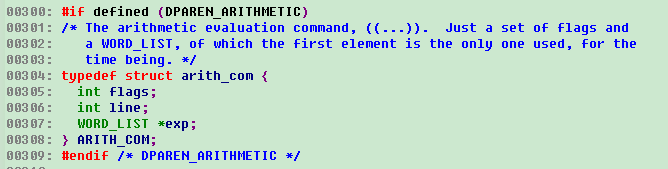 00300: #if defined (DPAREN_ARITHMETIC)
00301: /* The arithmetic evaluation command, ((...)).  Just a set of flags and
00302:    a WORD_LIST, of which the first element is the only one used, for the
00303:    time being. */
00304: typedef struct arith_com {
00305:   int flags;
00306:   int line;
00307:   WORD_LIST *exp;
00308: } ARITH_COM;
00309: #endif /* DPAREN_ARITHMETIC */